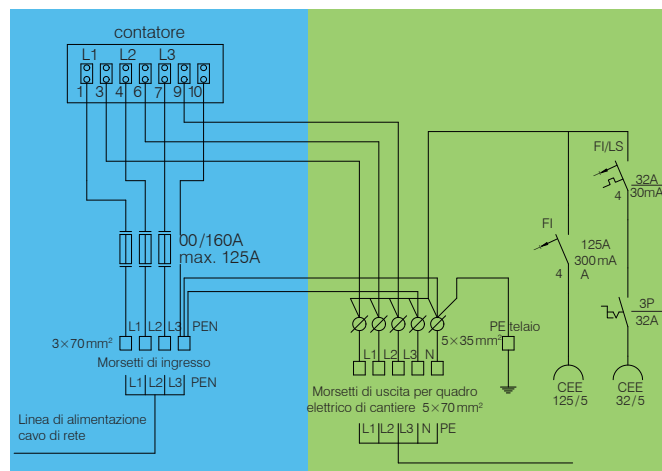 contatore
L1 L2 L3
1 3 4 6 7 9 10
FI/LS
32A
30mA
4
00/160A
max. 125A
FI
125A
300mA
A
4
3P
32A
L1 L2 L3 PEN
3×70mm²
Morsetti di ingresso
L1 L2 L3 PEN
PE telaio
5×35mm²
L1 L2 L3 N
Morsetti di uscita per quadro
elettrico di cantiere 5×70mm²
L1 L2 L3 N PE
CEE
125/5
CEE
32/5
Linea di alimentazione
cavo di rete